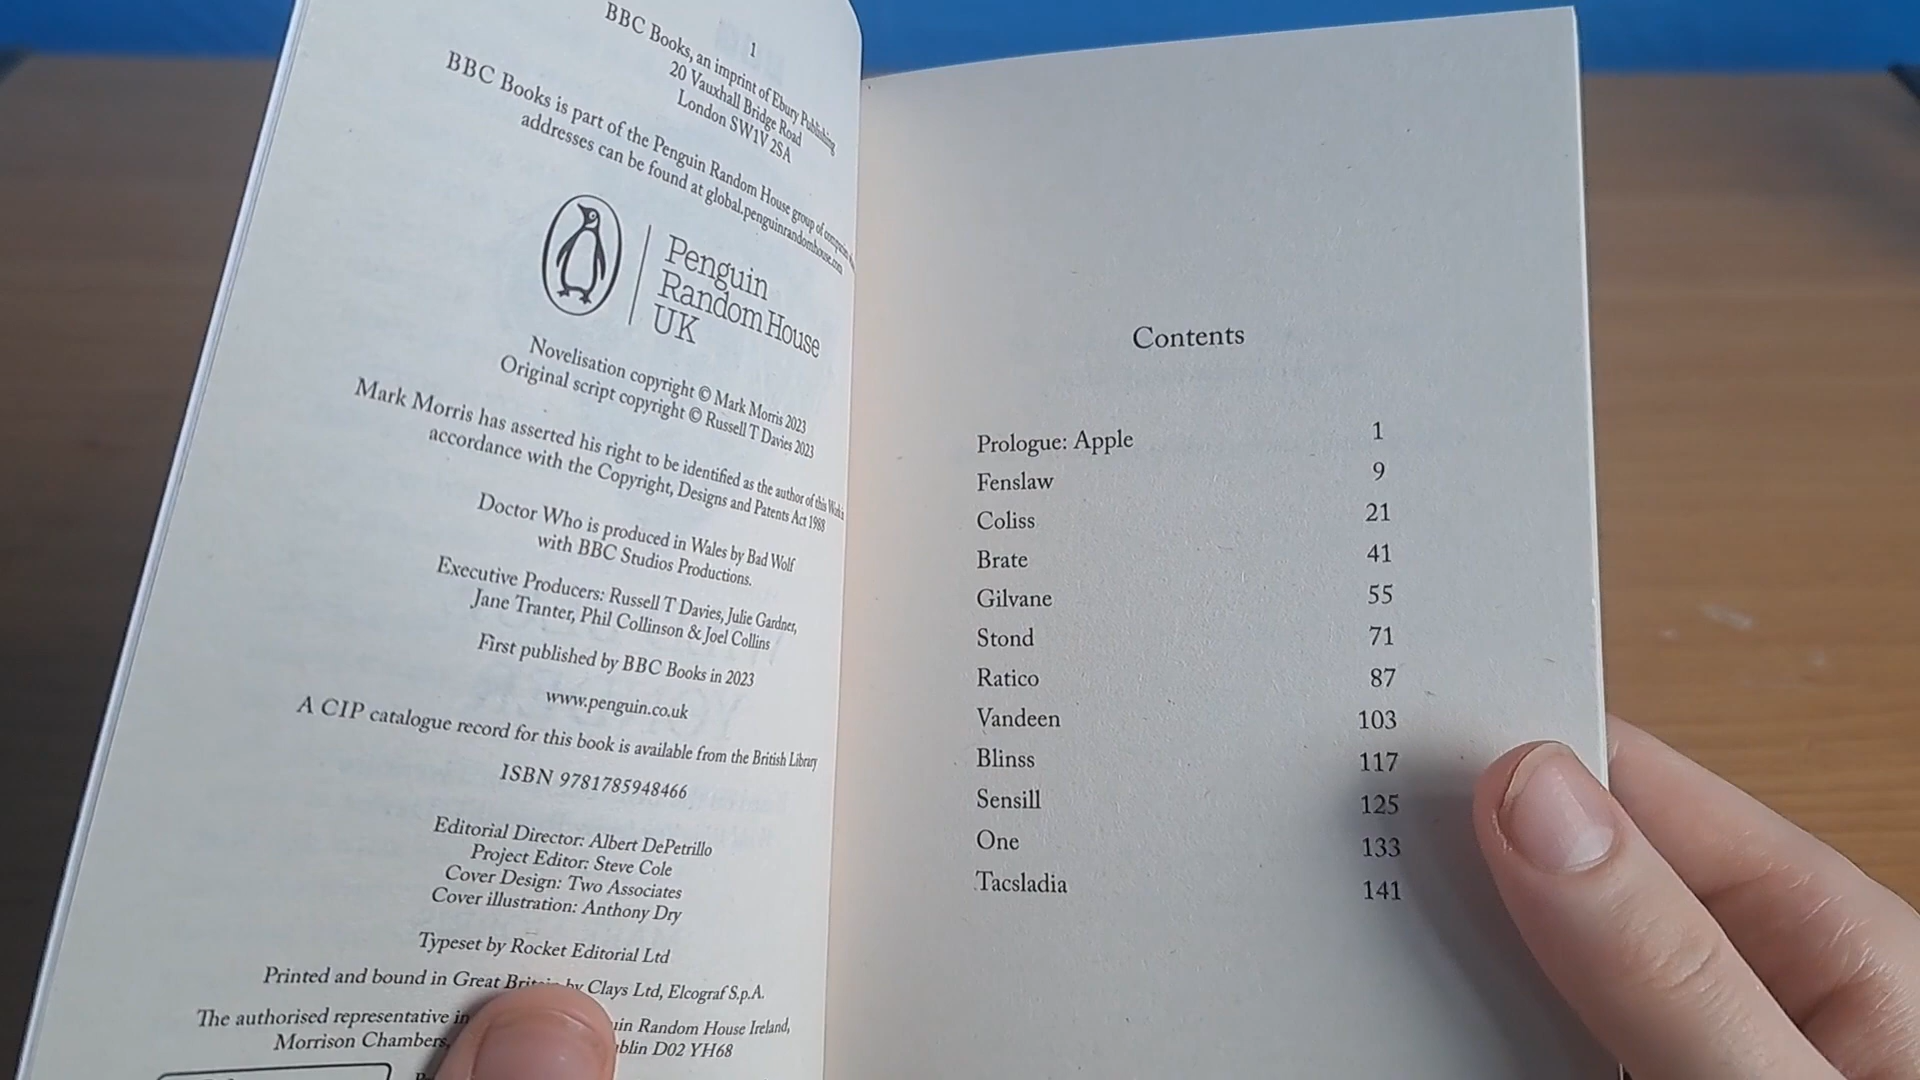 1
BBC Books, an imprint of Ebury Publishing
20 Vauxhall Bridge Road
London SW1V 2SA
BBC Books is part of the Penguin Random House group of companies
addresses can be found at global.penguinrandomhouse.com
Penguin
Random House
UK
Novelisation copyright © Mark Morris 2023
Original script copyright © Russell T Davies 2023
Mark Morris has asserted his right to be identified as the author of this Work in
accordance with the Copyright, Designs and Patents Act 1988
Doctor Who is produced in Wales by Bad Wolf
with BBC Studios Productions.
Executive Producers: Russell T Davies, Julie Gardner,
Jane Tranter, Phil Collinson & Joel Collins
First published by BBC Books in 2023
www.penguin.co.uk
A CIP catalogue record for this book is available from the British Library
ISBN 9781785948466
Editorial Director: Albert DePetrillo
Project Editor: Steve Cole
Cover Design: Two Associates
Cover illustration: Anthony Dry
Typeset by Rocket Editorial Ltd
Printed and bound in Great Britain by Clays Ltd, Elcograf S.p.A.
The authorised representative in Random House Ireland,
Morrison Chambers, D02 YH68
Contents
Prologue: Apple 1
Fenslaw 9
Coliss 21
Brate 41
Gilvane 55
Stond 71
Ratico 87
Vandeen 103
Blinss 117
Sensill 125
One 133
Tacsladia 141